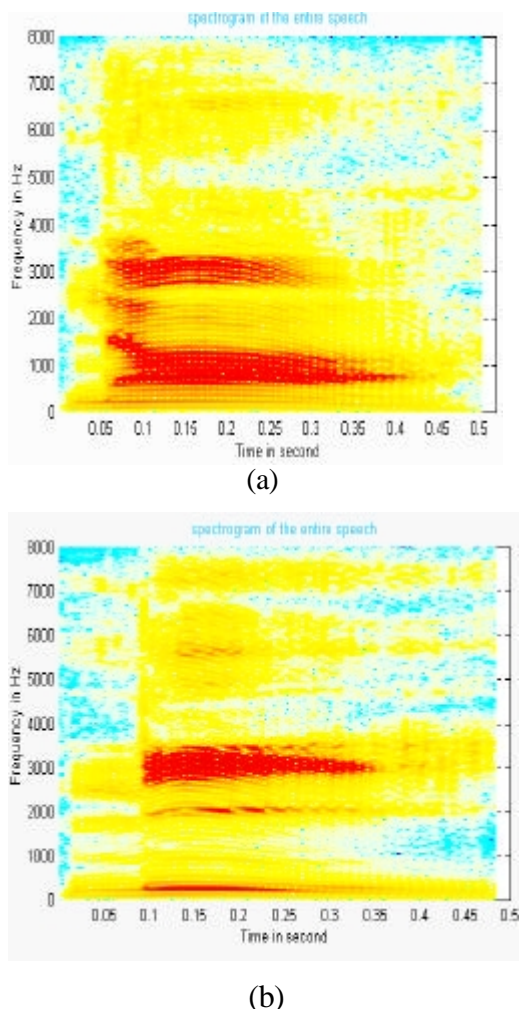 spectrogram of the entire speech
8000
7000
6000
5000
4000
3000
2000
1000
0
Frequency in Hz
0.05 0.1 0.15 0.2 0.25 0.3 0.35 0.4 0.45 0.5
Time in second
(a)
spectrogram of the entire speech
8000
7000
6000
5000
4000
3000
2000
1000
0
Frequency in Hz
0.05 0.1 0.15 0.2 0.25 0.3 0.35 0.4 0.45 0.5
Time in second
(b)